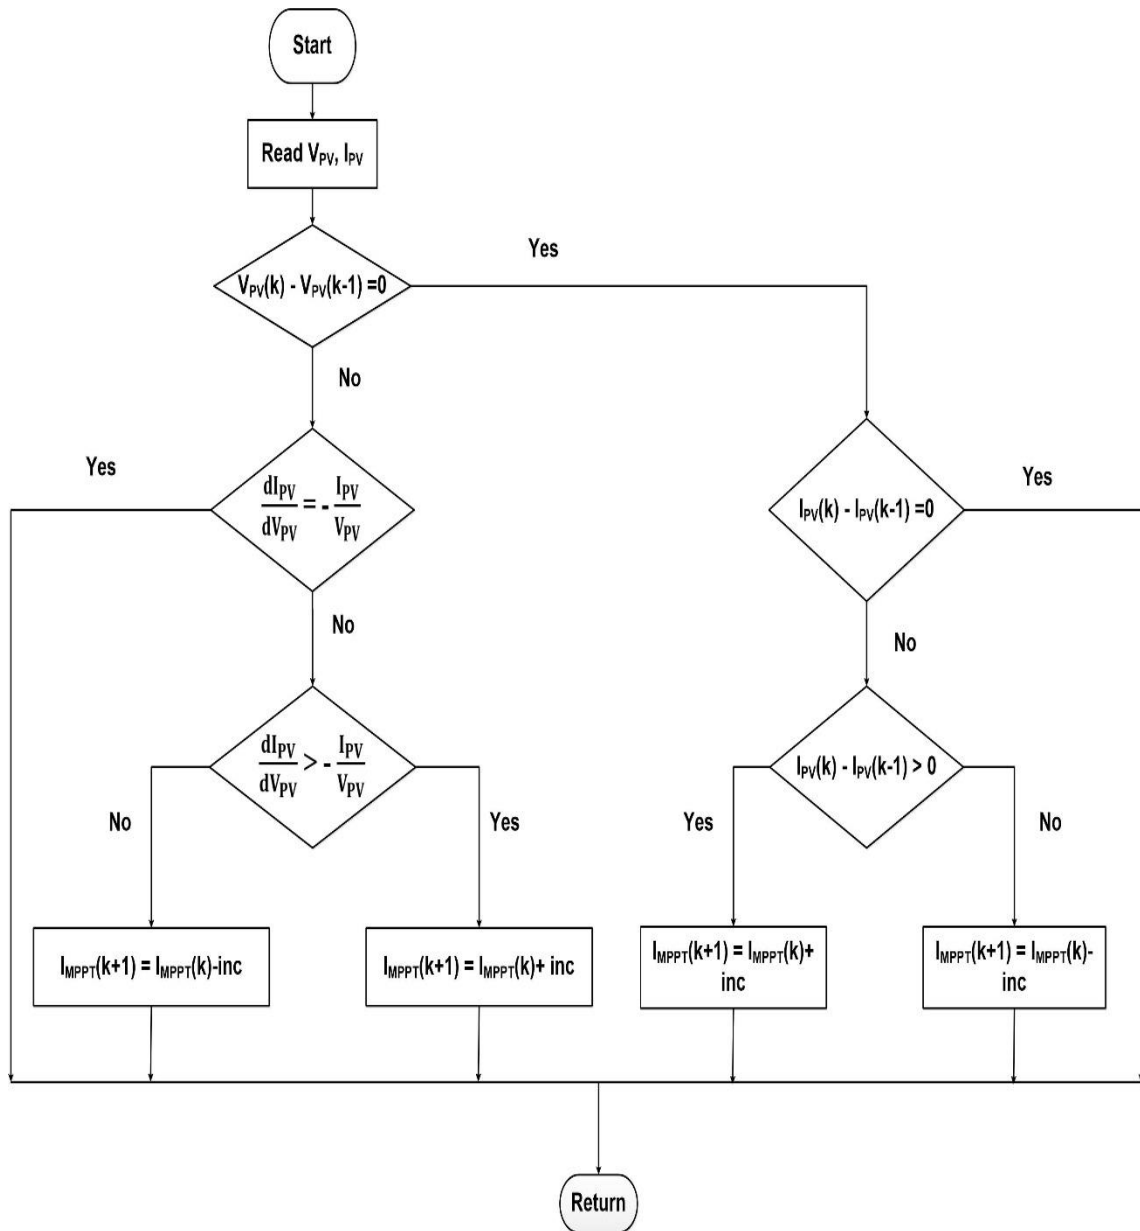 Start
Read V_PV, I_PV
Yes
V_PV(k) - V_PV(k-1) =0
No
Yes
dI_PV/dV_PV = - I_PV/V_PV
I_PV(k) - I_PV(k-1) =0
Yes
No
No
dI_PV/dV_PV > - I_PV/V_PV
I_PV(k) - I_PV(k-1) > 0
No
Yes
Yes
No
I_MPPT(k+1) = I_MPPT(k)-inc
I_MPPT(k+1) = I_MPPT(k)+ inc
I_MPPT(k+1) = I_MPPT(k)+
inc
I_MPPT(k+1) = I_MPPT(k)-
inc
Return